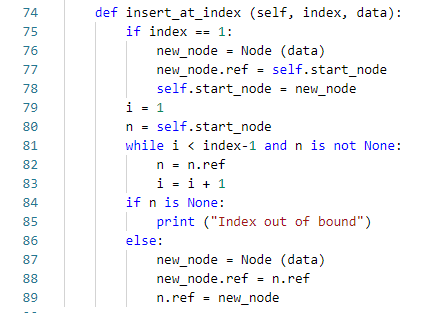 74 def insert_at_index (self, index, data):
75 if index == 1:
76 new_node = Node (data)
77 new_node.ref = self.start_node
78 self.start_node = new_node
79 i = 1
80 n = self.start_node
81 while i < index-1 and n is not None:
82 n = n.ref
83 i = i + 1
84 if n is None:
85 print ("Index out of bound")
86 else:
87 new_node = Node (data)
88 new_node.ref = n.ref
89 n.ref = new_node